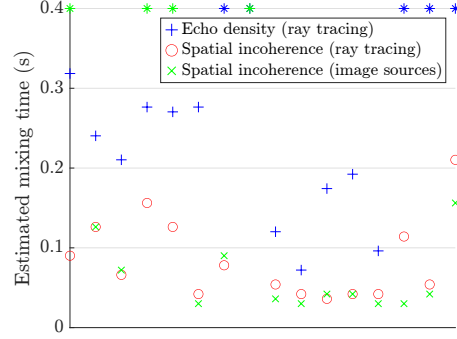 0.4
Echo density (ray tracing)
Spatial incoherence (ray tracing)
Spatial incoherence (image sources)
0.3
0.2
0.1
0
Estimated mixing time (s)